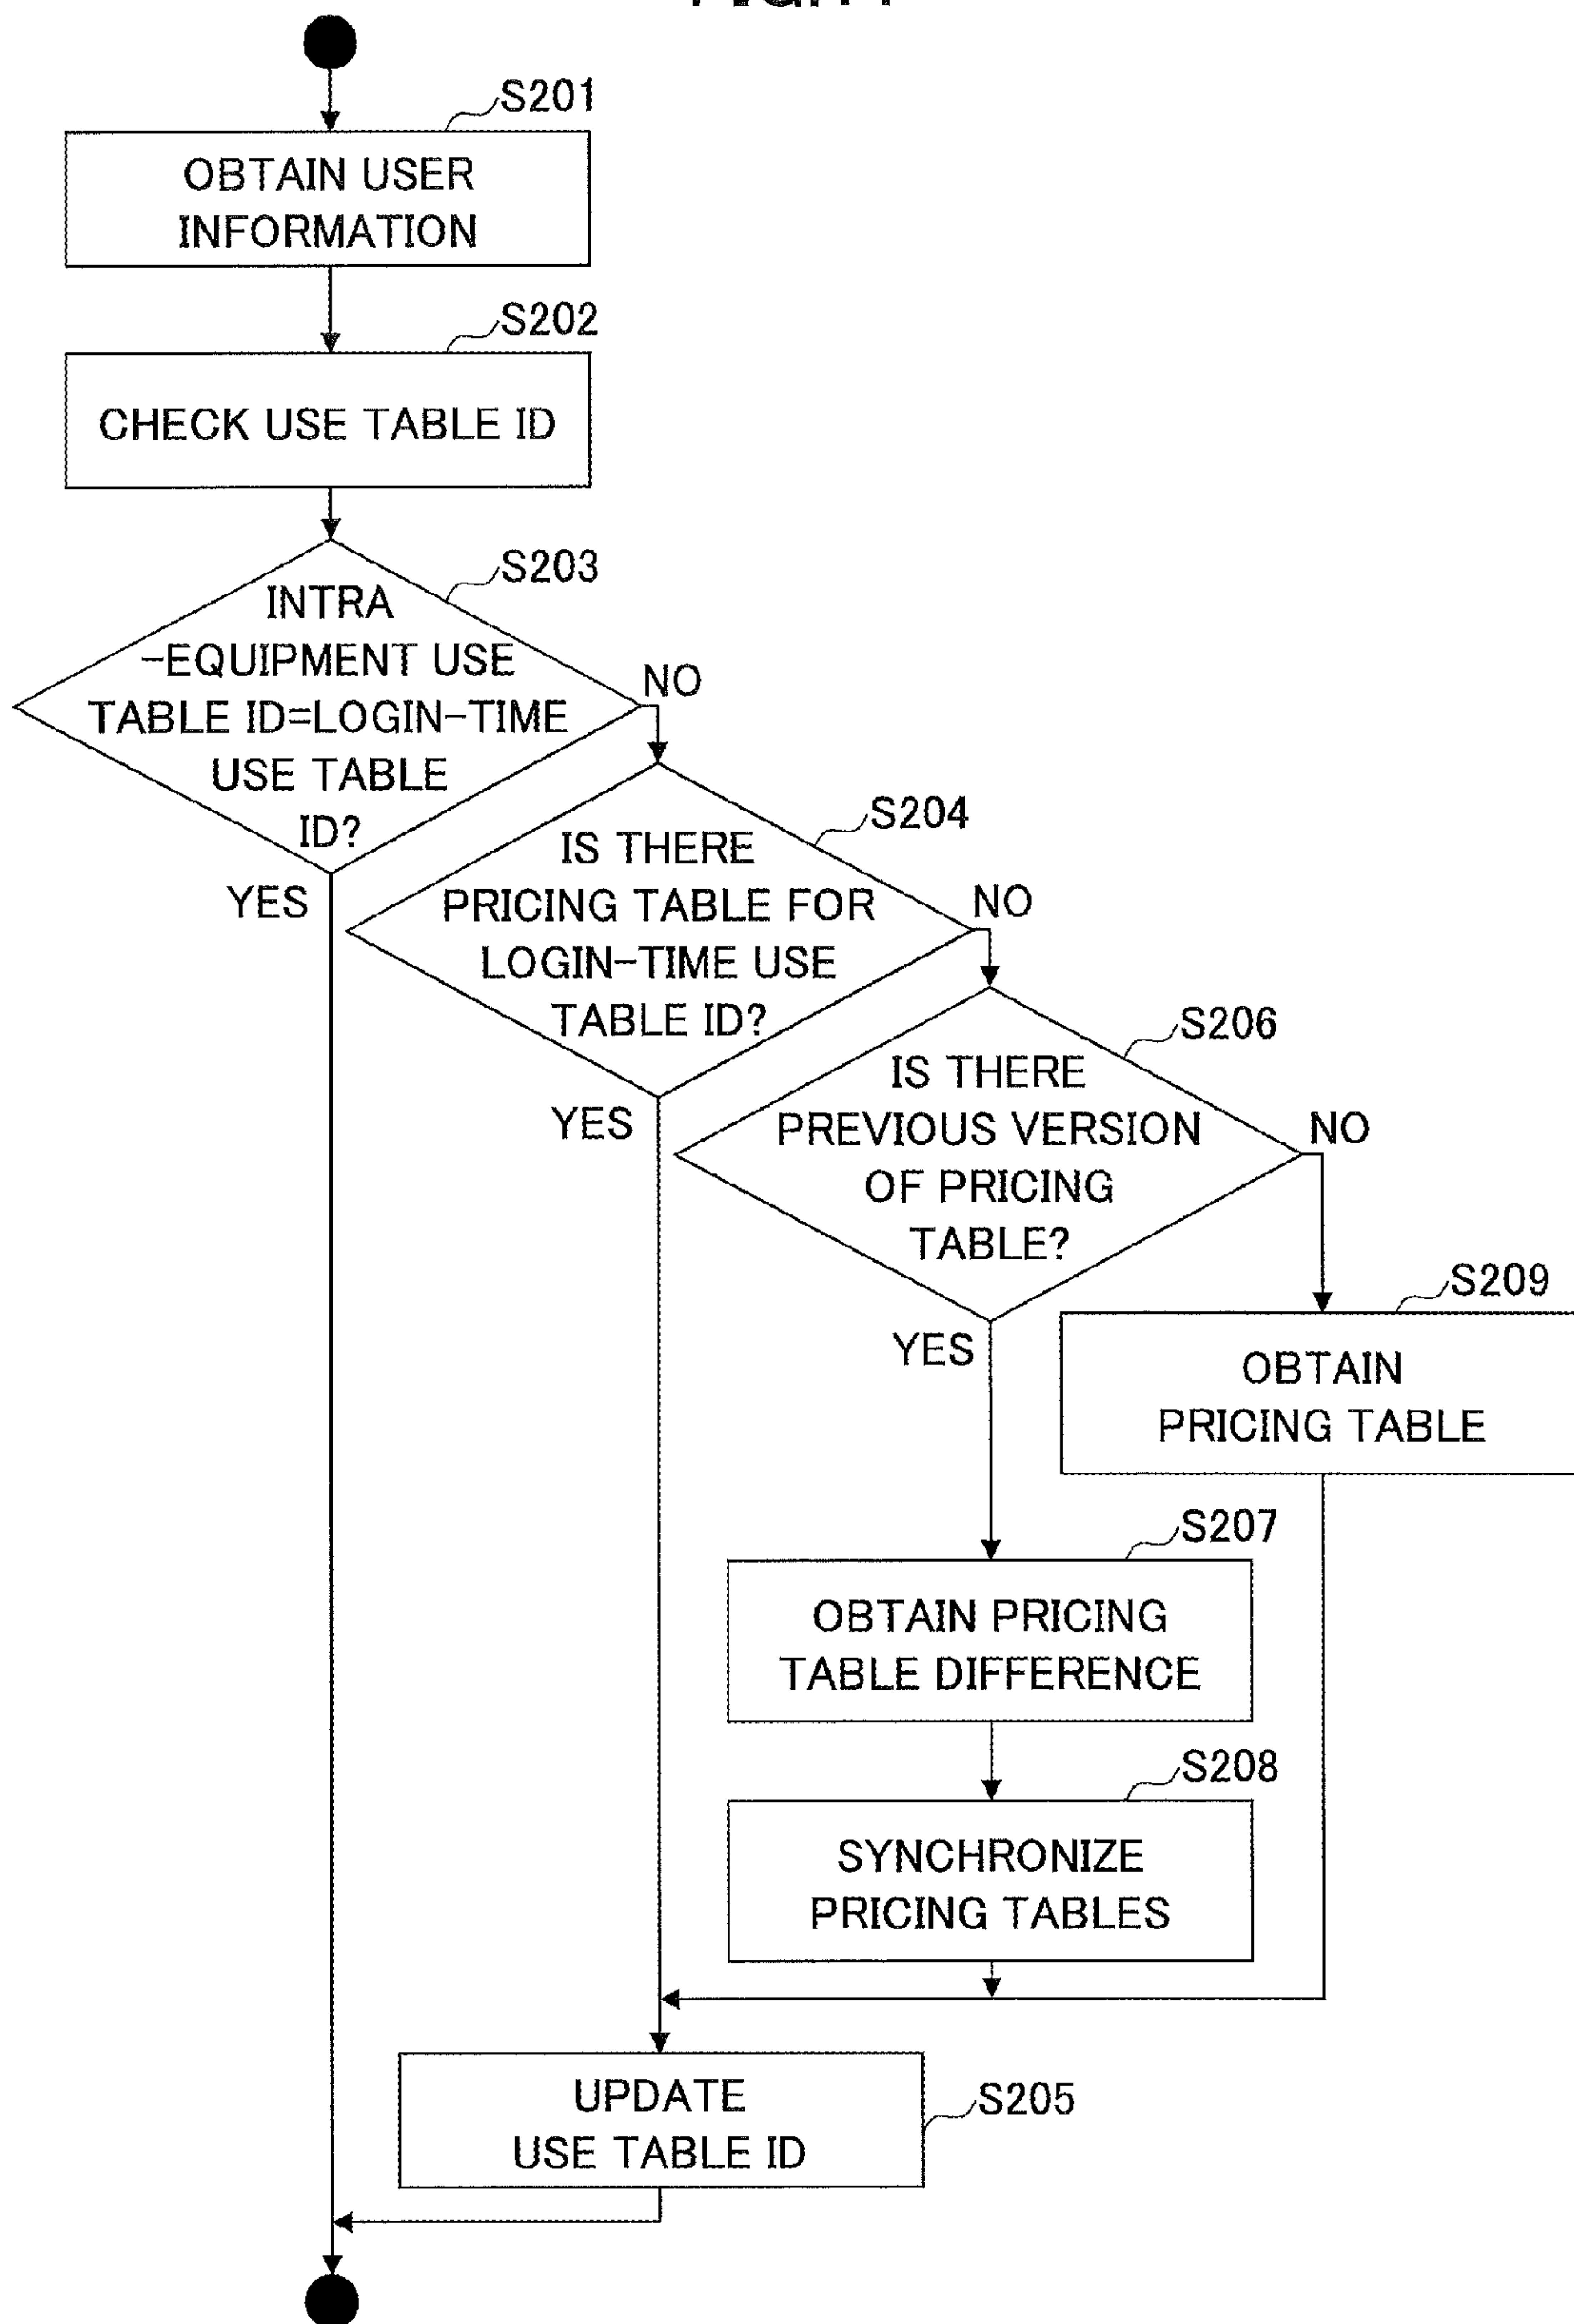 S201
OBTAIN USER
INFORMATION
S202
CHECK USE TABLE ID
S203
INTRA
-EQUIPMENT USE
TABLE ID=LOGIN-TIME
USE TABLE
ID?
NO
YES
S204
IS THERE
PRICING TABLE FOR
LOGIN-TIME USE
TABLE ID?
NO
YES
S206
IS THERE
PREVIOUS VERSION
OF PRICING
TABLE?
NO
YES
S209
OBTAIN
PRICING TABLE
S207
OBTAIN PRICING
TABLE DIFFERENCE
S208
SYNCHRONIZE
PRICING TABLES
UPDATE
USE TABLE ID
S205